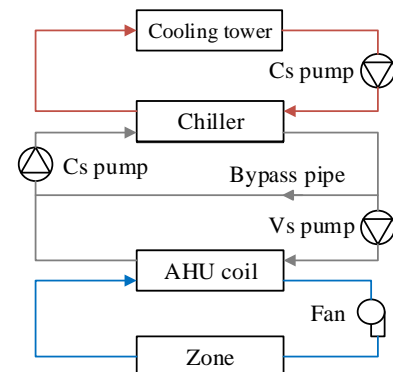 Cooling tower
Cs pump
Chiller
Cs pump
Bypass pipe
Vs pump
AHU coil
Fan
Zone